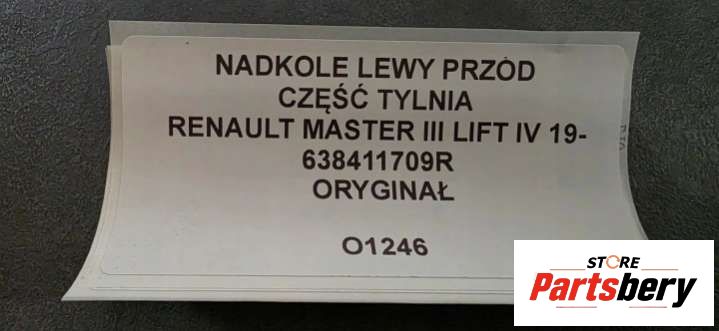 NADKOLE LEWY PRZÓD
CZĘŚĆ TYLNIA
RENAULT MASTER III LIFT IV 19-
638411709R
ORYGINAŁ
O1246
STORE
Partsbery